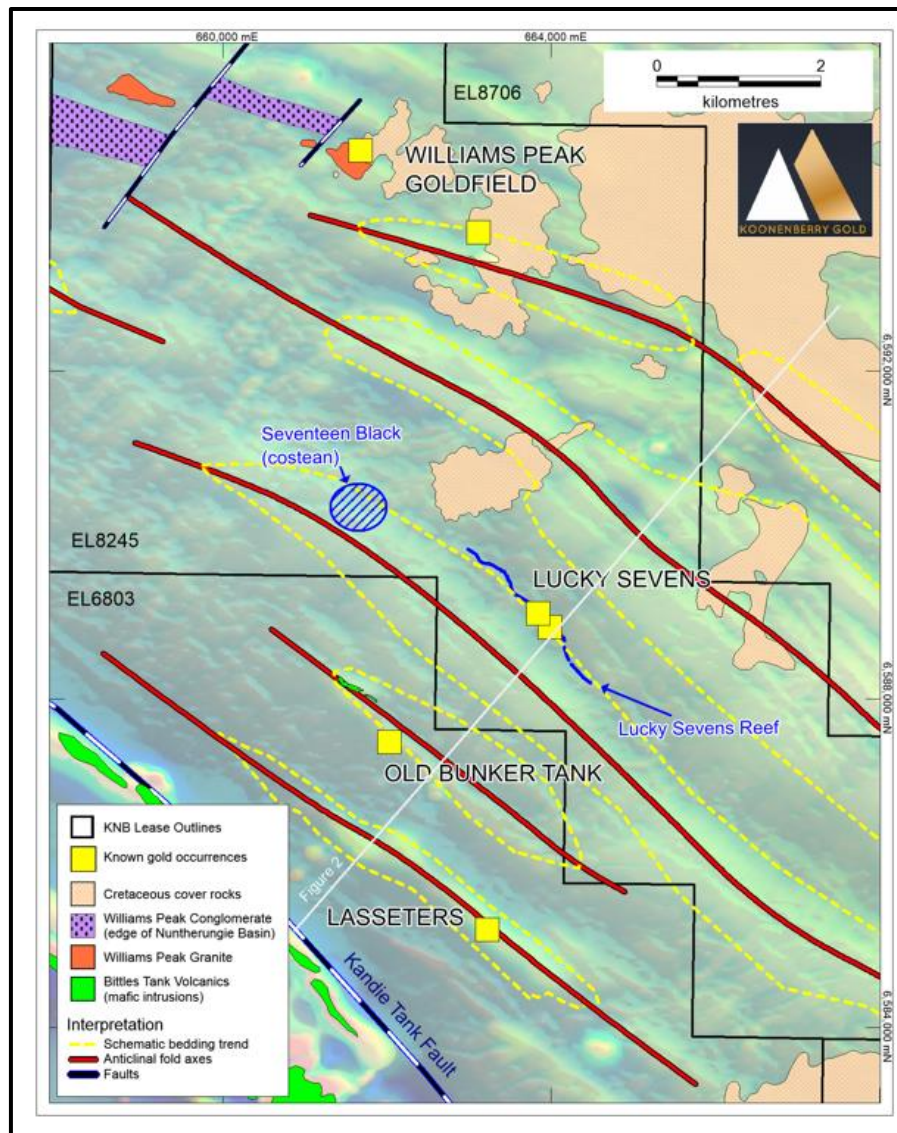 660,000 mE
664,000 mE
0 2
kilometres
EL8706
KOONENBERRY GOLD
WILLIAMS PEAK
GOLDFIELD
6,592,000 mN
Seventeen Black
(costean)
EL8245
EL6803
LUCKY SEVENS
6,588,000 mN
Lucky Sevens Reef
OLD BUNKER TANK
Figure 2
LASSETERS
Kandie Tank Fault
6,584,000 mN
KNB Lease Outlines
Known gold occurrences
Cretaceous cover rocks
Williams Peak Conglomerate
(edge of Nuntherungie Basin)
Williams Peak Granite
Bittles Tank Volcanics
(mafic intrusions)
Interpretation
Schematic bedding trend
Anticlinal fold axes
Faults